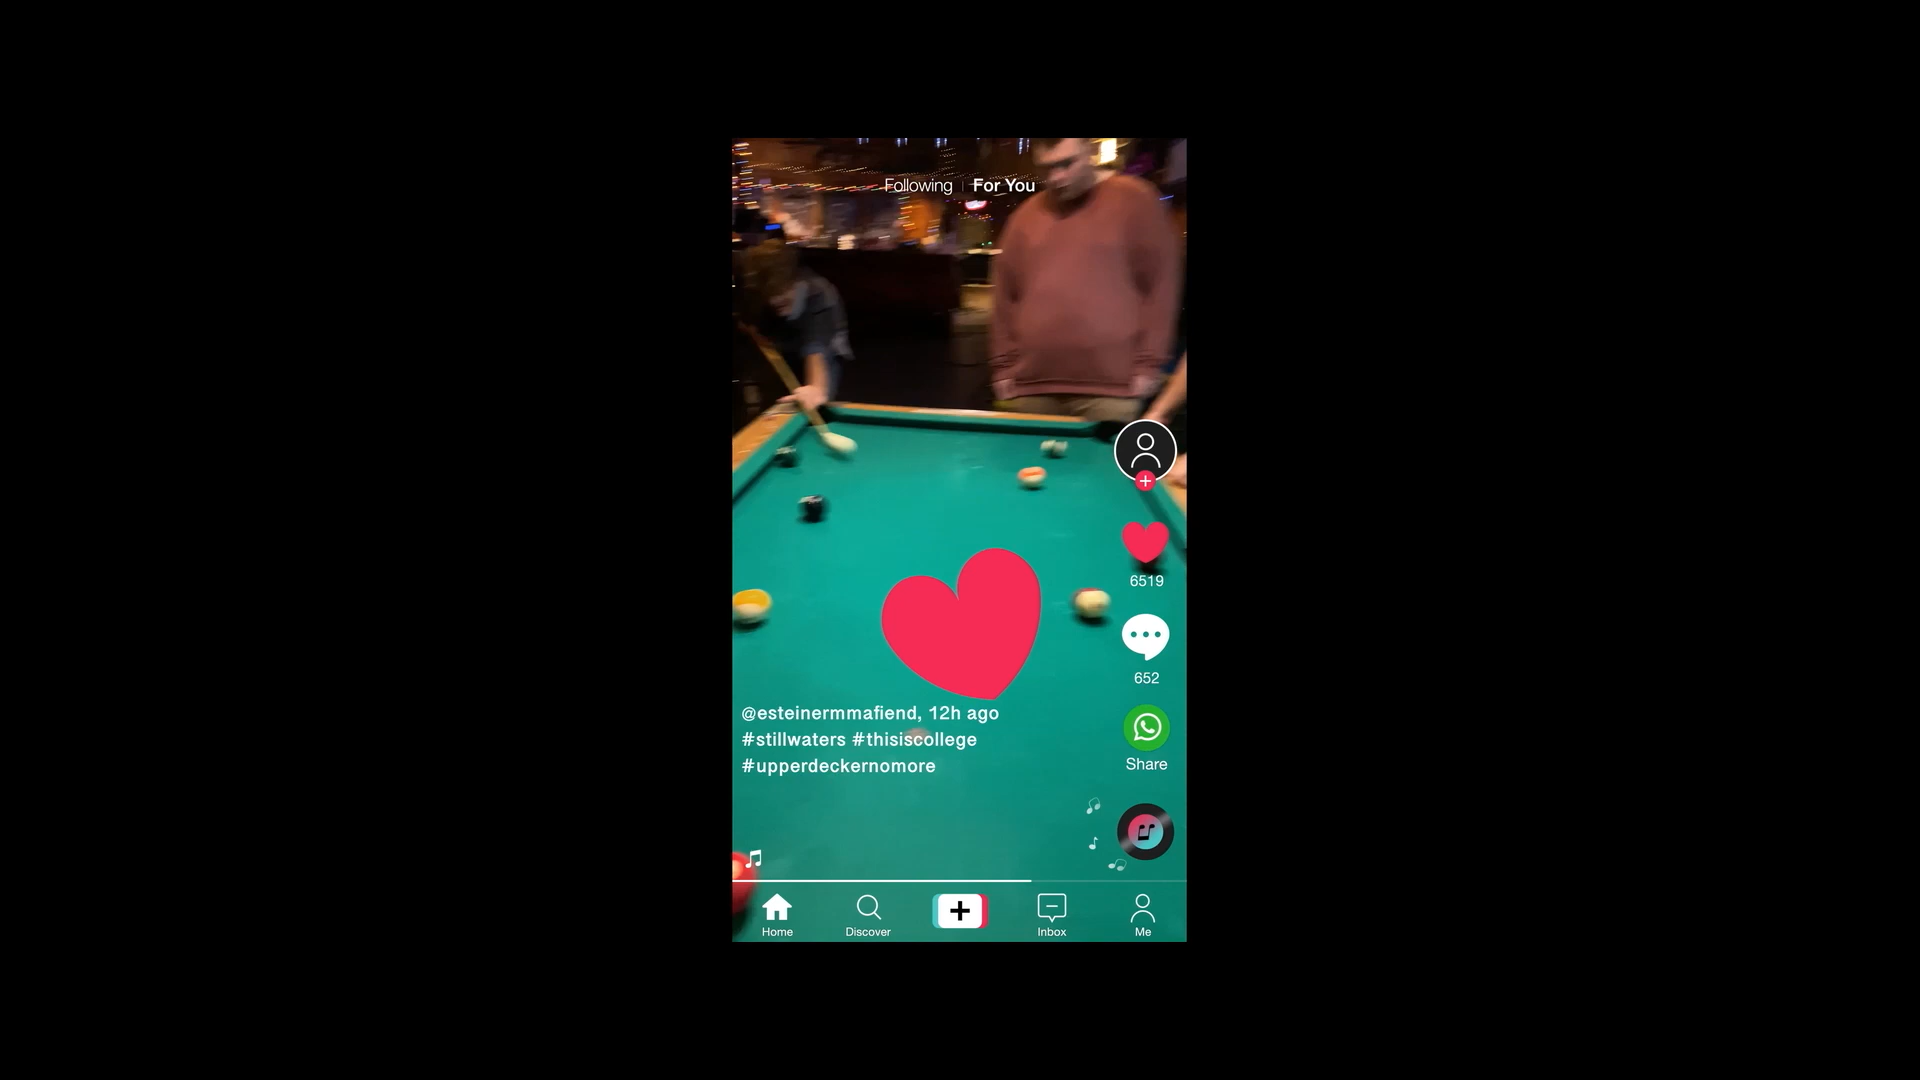 Following | For You
6519
652
@esteinermmafiend, 12h ago
#stillwaters #thisiscollege
#upperdeckernomore
Share
Home Discover Inbox Me